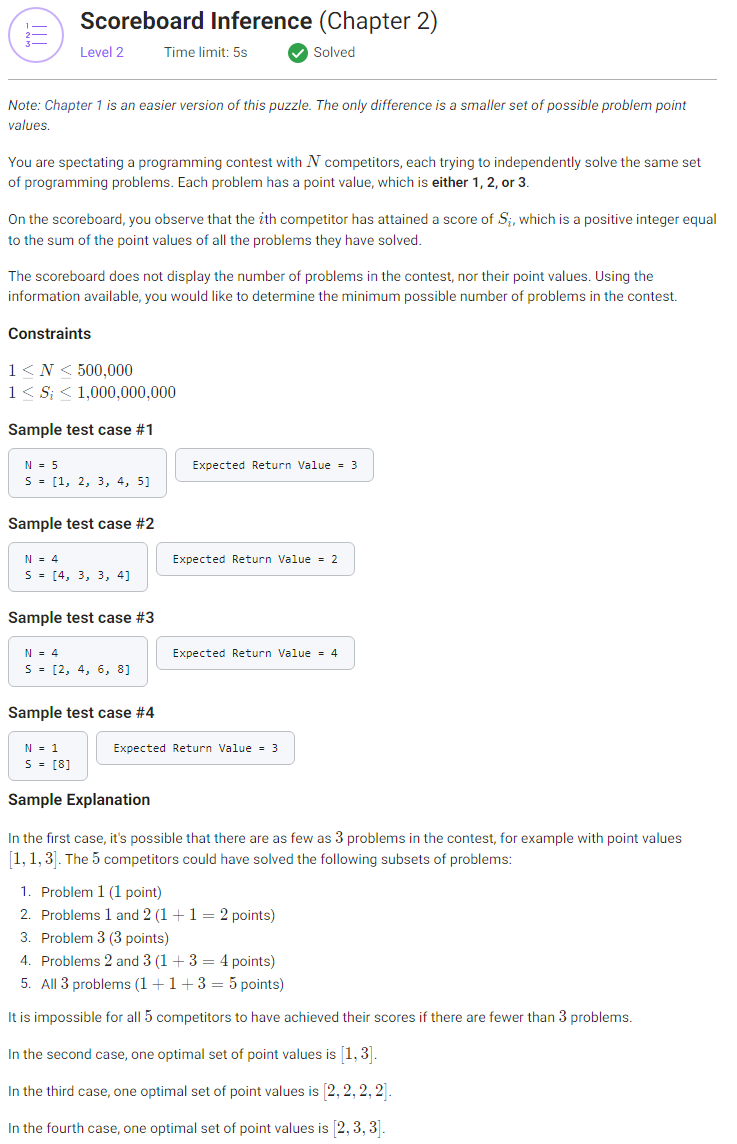 1
2
3
Scoreboard Inference (Chapter 2)
Level 2 Time limit: 5s Solved
Note: Chapter 1 is an easier version of this puzzle. The only difference is a smaller set of possible problem point
values.
You are spectating a programming contest with N competitors, each trying to independently solve the same set
of programming problems. Each problem has a point value, which is either 1, 2, or 3.
On the scoreboard, you observe that the ith competitor has attained a score of Si, which is a positive integer equal
to the sum of the point values of all the problems they have solved.
The scoreboard does not display the number of problems in the contest, nor their point values. Using the
information available, you would like to determine the minimum possible number of problems in the contest.
Constraints
1 ≤ N ≤ 500,000
1 ≤ Si ≤ 1,000,000,000
Sample test case #1
N = 5
S = [1, 2, 3, 4, 5]
Expected Return Value = 3
Sample test case #2
N = 4
S = [4, 3, 3, 4]
Expected Return Value = 2
Sample test case #3
N = 4
S = [2, 4, 6, 8]
Expected Return Value = 4
Sample test case #4
N = 1
S = [8]
Expected Return Value = 3
Sample Explanation
In the first case, it's possible that there are as few as 3 problems in the contest, for example with point values
[1, 1, 3]. The 5 competitors could have solved the following subsets of problems:
1. Problem 1 (1 point)
2. Problems 1 and 2 (1 + 1 = 2 points)
3. Problem 3 (3 points)
4. Problems 2 and 3 (1 + 3 = 4 points)
5. All 3 problems (1 + 1 + 3 = 5 points)
It is impossible for all 5 competitors to have achieved their scores if there are fewer than 3 problems.
In the second case, one optimal set of point values is [1, 3].
In the third case, one optimal set of point values is [2, 2, 2, 2].
In the fourth case, one optimal set of point values is [2, 3, 3].